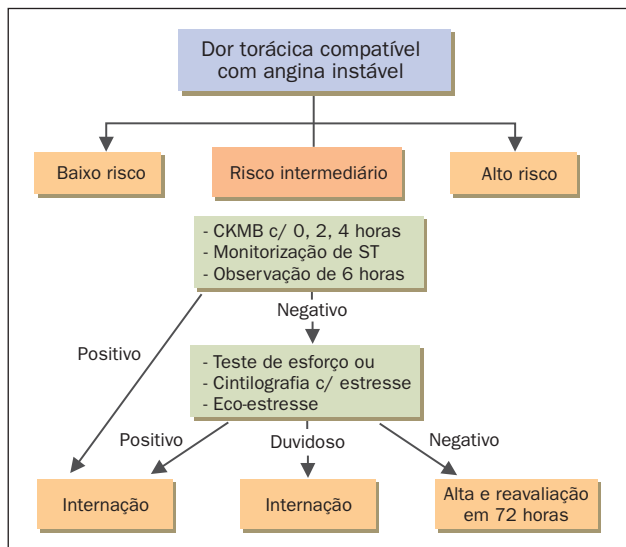 Dor torácica compatível
com angina instável
Baixo risco
Risco intermediário
Alto risco
- CKMB c/ 0, 2, 4 horas
- Monitorização de ST
- Observação de 6 horas
Positivo
Negativo
- Teste de esforço ou
- Cintilografia c/ estresse
- Eco-estresse
Positivo
Duvidoso
Negativo
Internação
Internação
Alta e reavaliação
em 72 horas